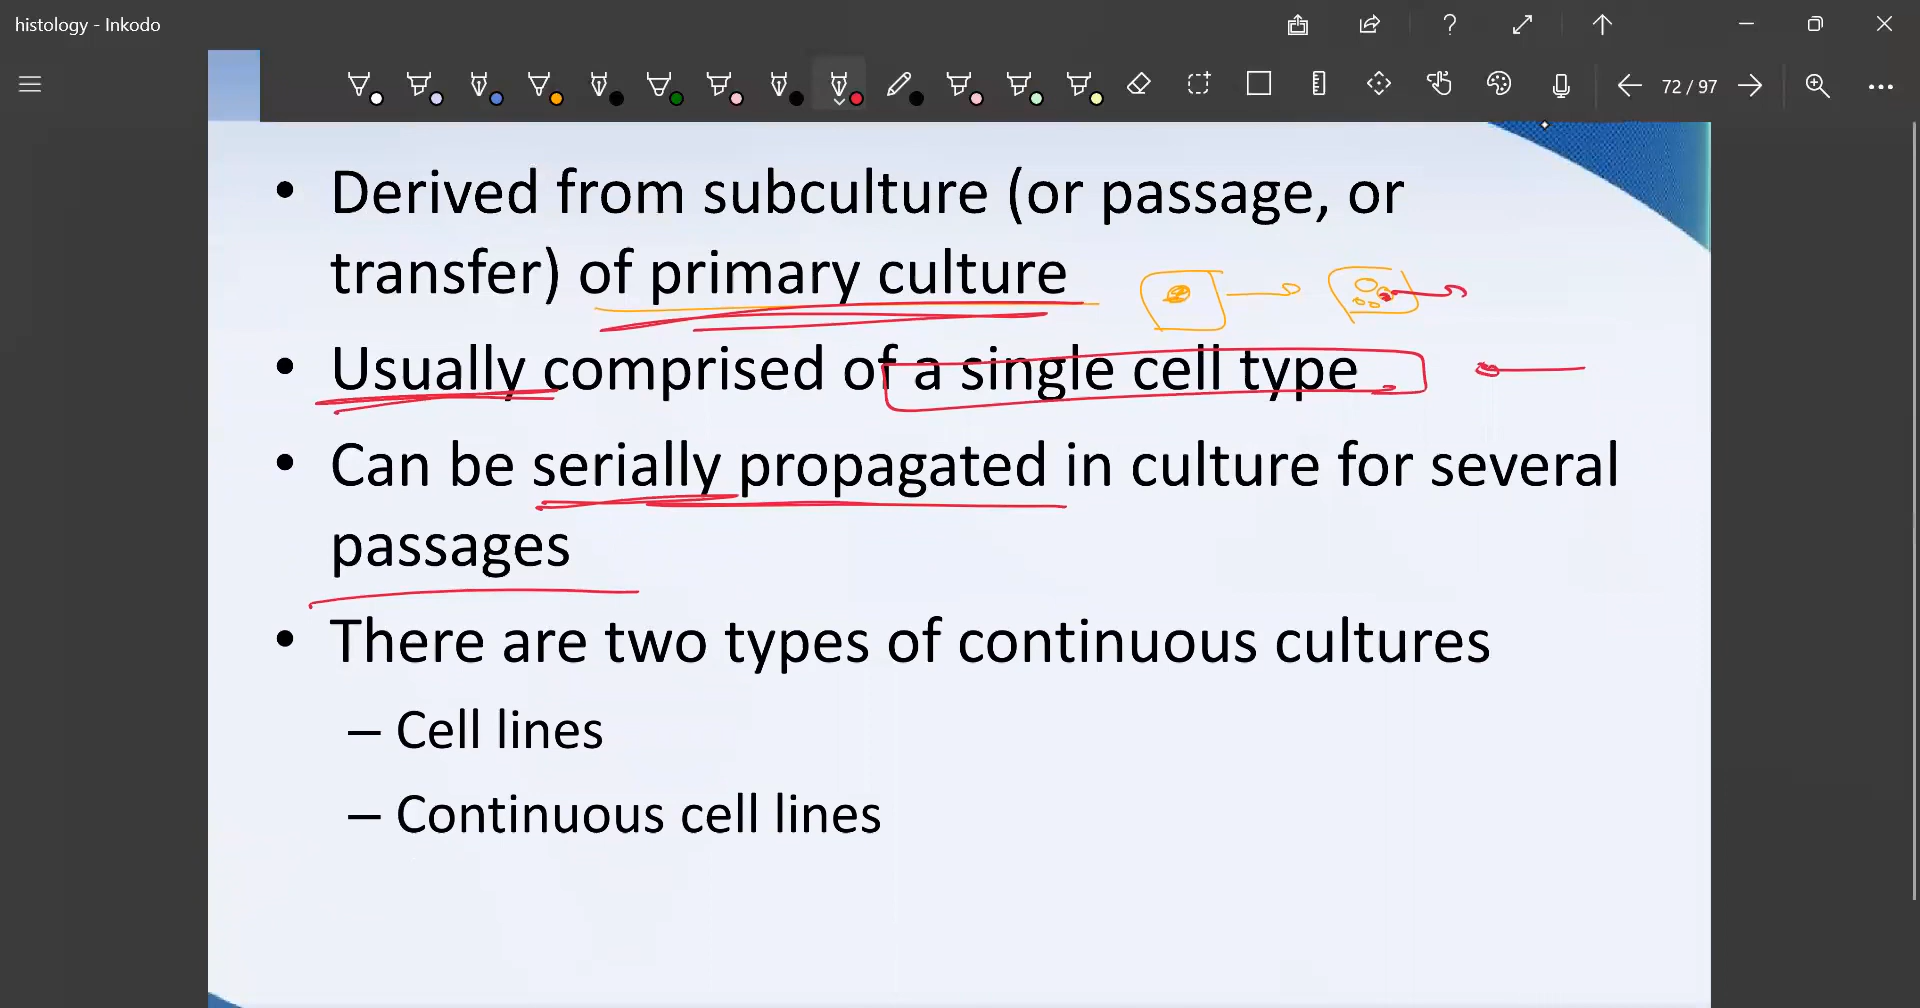 histology - Inkodo
72 / 97
• Derived from subculture (or passage, or
transfer) of primary culture
• Usually comprised of a single cell type
• Can be serially propagated in culture for several
passages
• There are two types of continuous cultures
– Cell lines
– Continuous cell lines